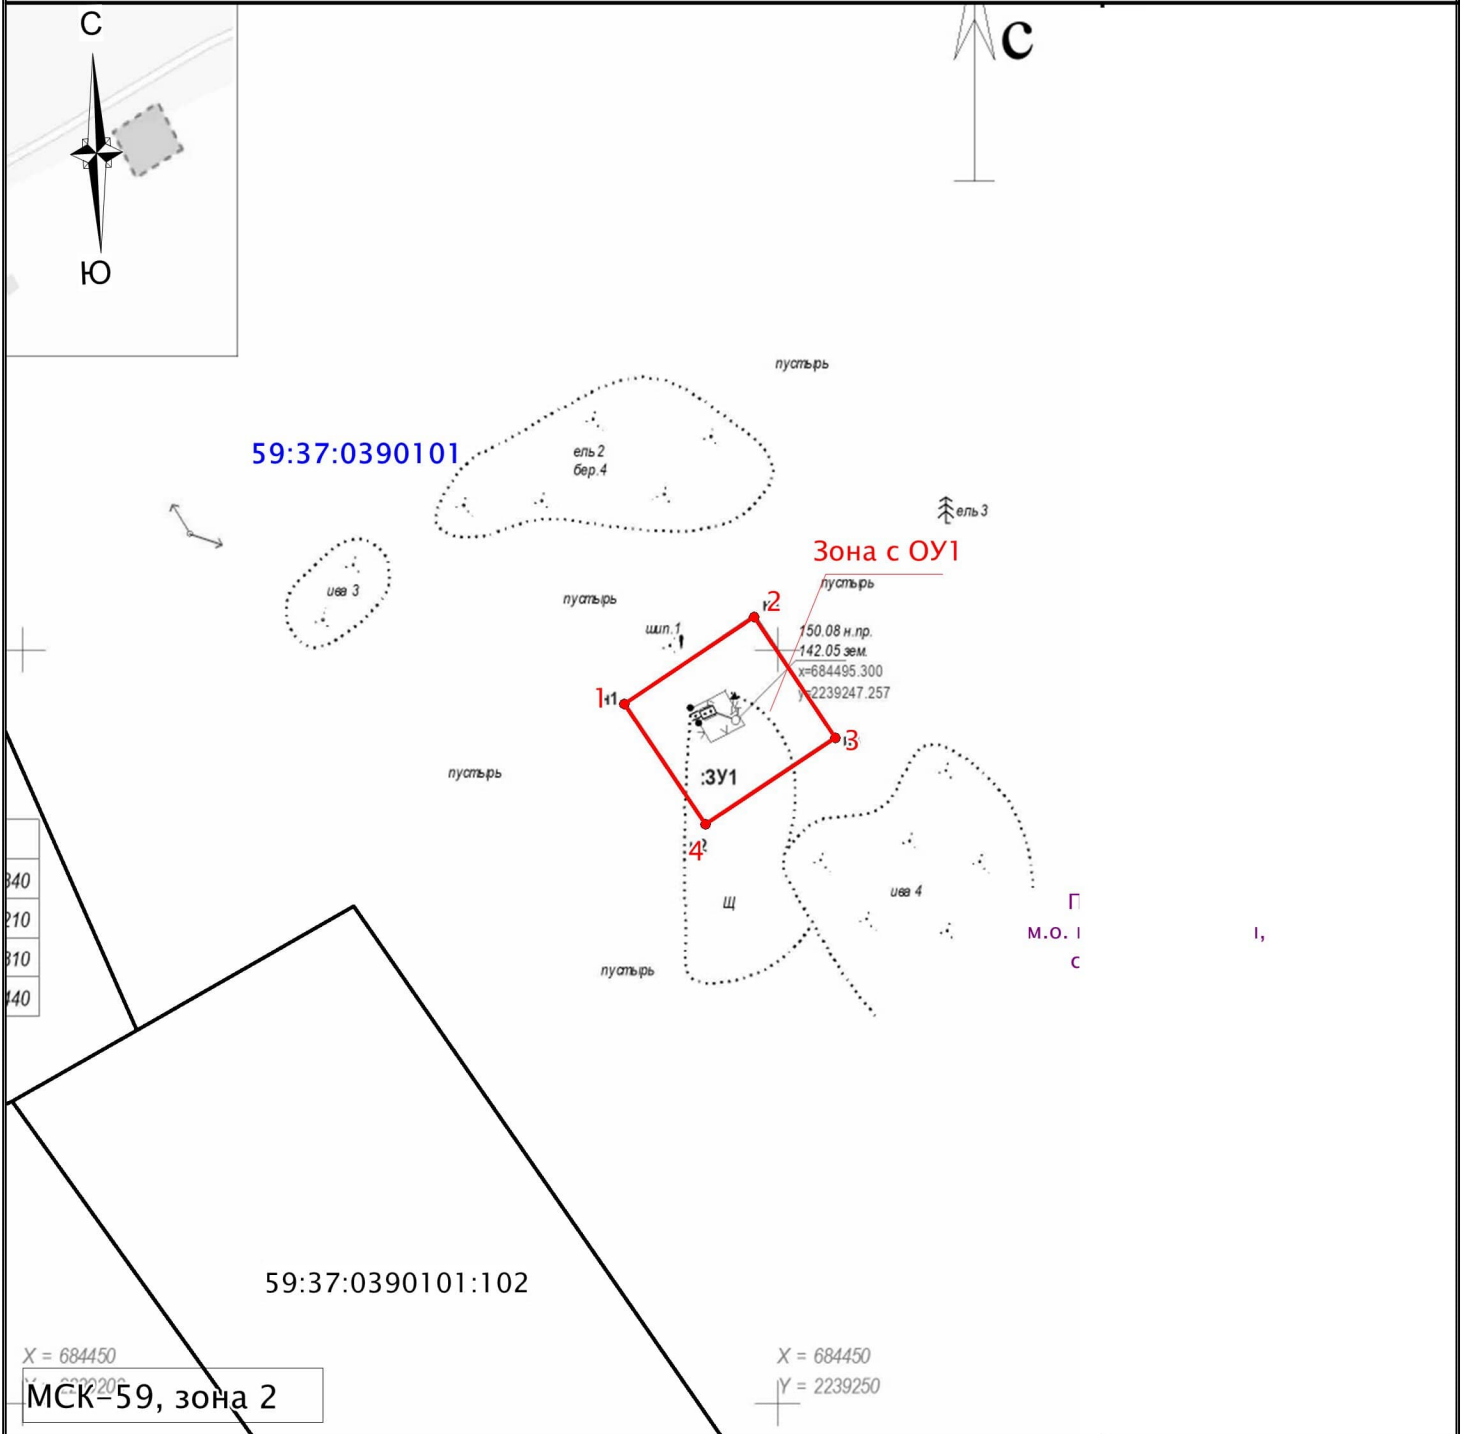 С
Ю
С
пустырь
59:37:0390101
ель 2
бер.4
ель 3
Зона с ОУ1
пустырь
ива 3
пустырь
2
шип.1
150.08 н.пр.
142.05 зем.
x=684495.300
y=2239247.257
1
3
пустырь
:ЗУ1
4
340
210
310
440
ива 4
Щ
П
м.о.
с
пустырь
59:37:0390101:102
X = 684450
X = 684450
Y = 2239250
МСК-59, зона 2